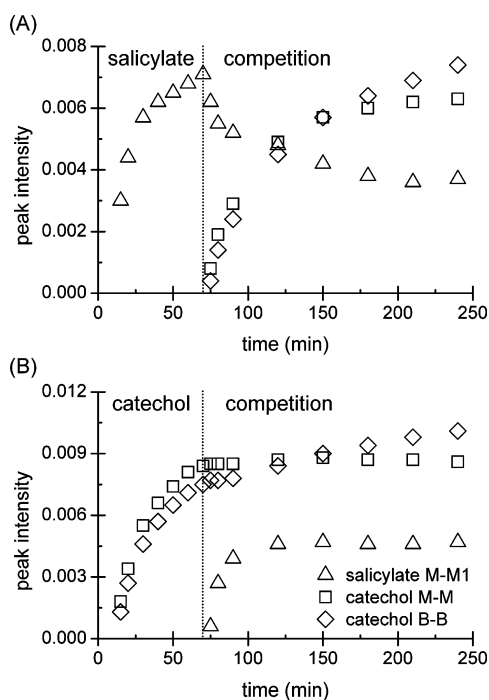 (A)
salicylate competition
0.008
0.006
0.004
0.002
0.000
peak intensity
0 50 100 150 200 250
time (min)
(B)
catechol competition
0.012
0.009
0.006
0.003
0.000
peak intensity
salicylate M-M1
catechol M-M
catechol B-B
0 50 100 150 200 250
time (min)